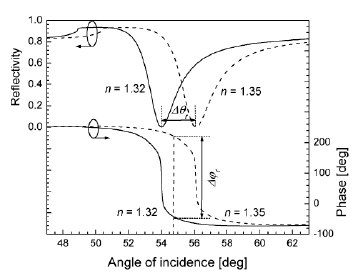 1.0
0.8
0.6
0.4
0.2
0.0
Reflectivity
n = 1.32
Δθr
n = 1.35
200
100
0
-100
Phase [deg]
Δφr
n = 1.32
n = 1.35
48 50 52 54 56 58 60 62
Angle of incidence [deg]